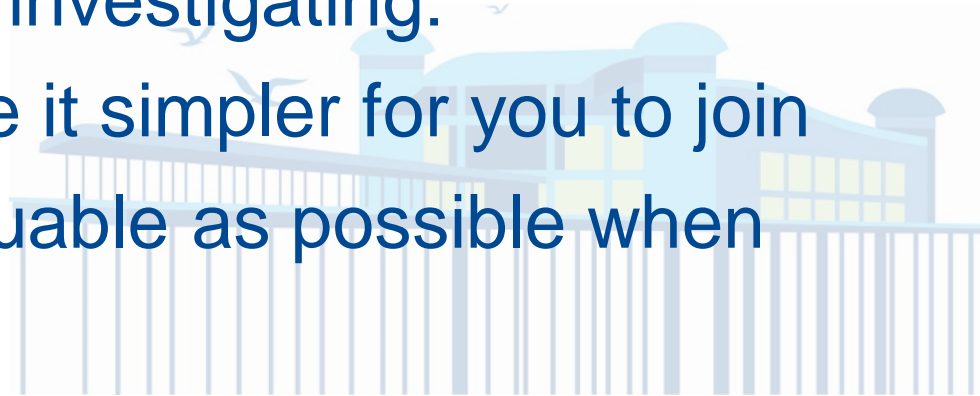 investigating.
e it simpler for you to join
uable as possible when